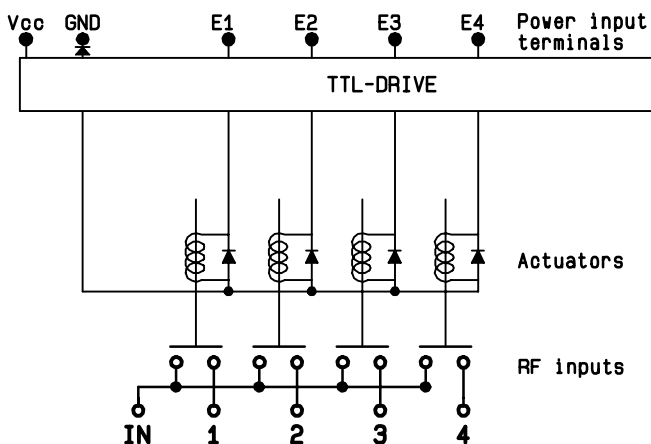 Vcc GND E1 E2 E3 E4 Power input
terminals
TTL-DRIVE
Actuators
RF inputs
IN 1 2 3 4